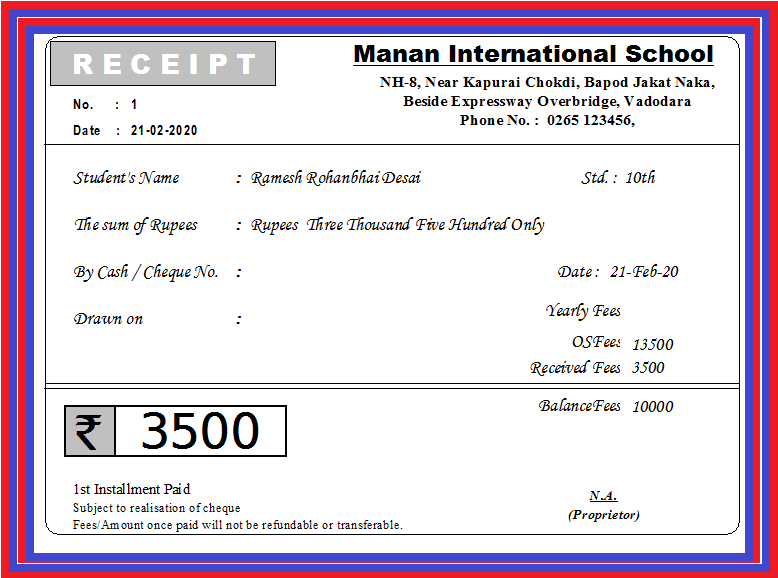 RECEIPT
Manan International School
NH-8, Near Kapurai Chokdi, Bapod Jakat Naka,
Beside Expressway Overbridge, Vadodara
Phone No. : 0265 123456,
No. : 1
Date : 21-02-2020
Student's Name : Ramesh Rohanbhai Desai Std. : 10th
The sum of Rupees : Rupees Three Thousand Five Hundred Only
By Cash / Cheque No. : Date : 21-Feb-20
Drawn on :
Yearly Fees
OSFees 13500
Received Fees 3500
BalanceFees 10000
₹ 3500
1st Installment Paid
Subject to realisation of cheque
Fees/Amount once paid will not be refundable or transferable.
N.A.
(Proprietor)